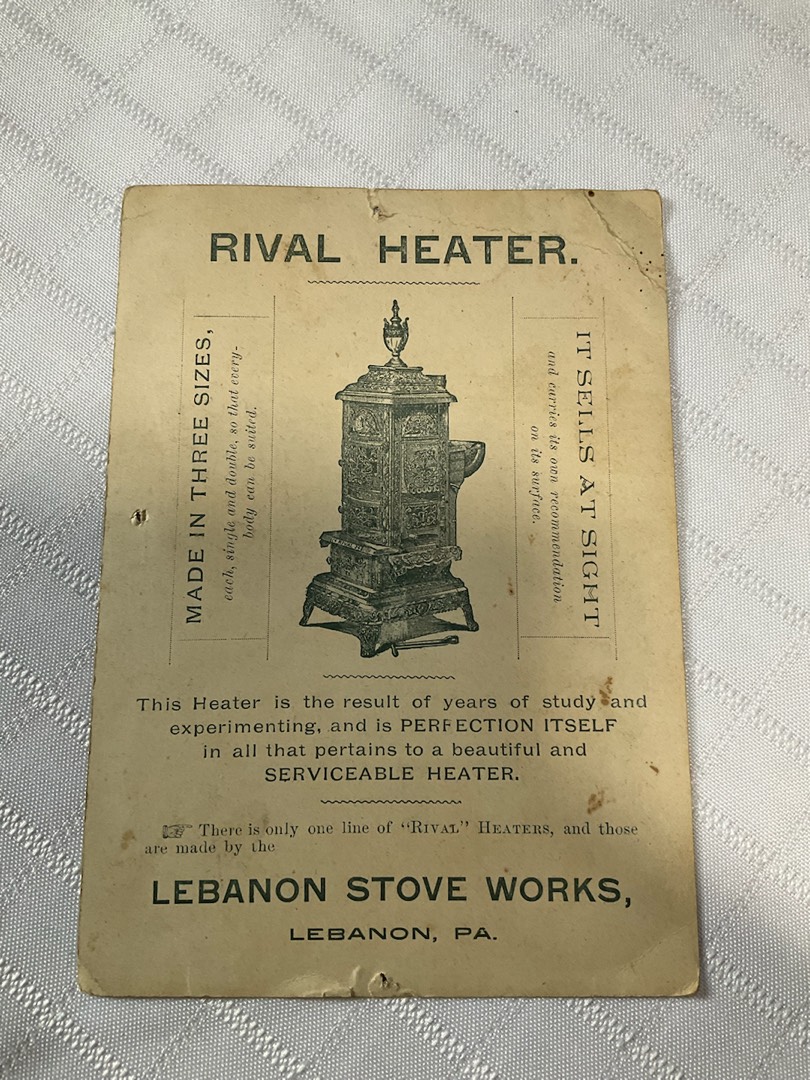 RIVAL HEATER.
MADE IN THREE SIZES,
each, single and double, so that every-
body can be suited.
IT SELLS AT SIGHT
and carries its own recommendation
on its surface.
This Heater is the result of years of study and
experimenting, and is PERFECTION ITSELF
in all that pertains to a beautiful and
SERVICEABLE HEATER.
☞ There is only one line of “RIVAL” HEATERS, and those
are made by the
LEBANON STOVE WORKS,
LEBANON, PA.